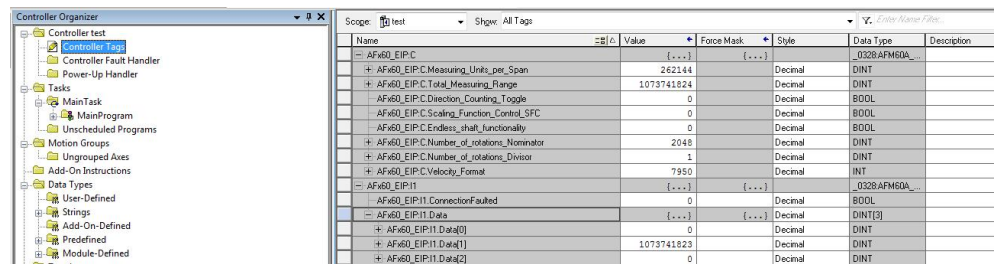 Controller Organizer
Controller test
Controller Tags
Controller Fault Handler
Power-Up Handler
Tasks
MainTask
MainProgram
Unscheduled Programs
Motion Groups
Ungrouped Axes
Add-On Instructions
Data Types
User-Defined
Strings
Add-On-Defined
Predefined
Module-Defined
Scope: test Show: All Tags Enter Name Filter...
Name Value Force Mask Style Data Type Description
AFx60_EIP:C {...} {...} _0328:AFM60A_...
AFx60_EIP:C.Measuring_Units_per_Span 262144 Decimal DINT
AFx60_EIP:C.Total_Measuring_Range 1073741824 Decimal DINT
AFx60_EIP:C.Direction_Counting_Toggle 0 Decimal BOOL
AFx60_EIP:C.Scaling_Function_Control_SFC 0 Decimal BOOL
AFx60_EIP:C.Endless_shaft_functionality 0 Decimal BOOL
AFx60_EIP:C.Number_of_rotations_Nominator 2048 Decimal DINT
AFx60_EIP:C.Number_of_rotations_Divisor 1 Decimal DINT
AFx60_EIP:C.Velocity_Format 7950 Decimal INT
AFx60_EIP:I1 {...} {...} _0328:AFM60A_...
AFx60_EIP:I1.ConnectionFaulted 0 Decimal BOOL
AFx60_EIP:I1.Data {...} {...} Decimal DINT[3]
AFx60_EIP:I1.Data[0] 0 Decimal DINT
AFx60_EIP:I1.Data[1] 1073741823 Decimal DINT
AFx60_EIP:I1.Data[2] 0 Decimal DINT